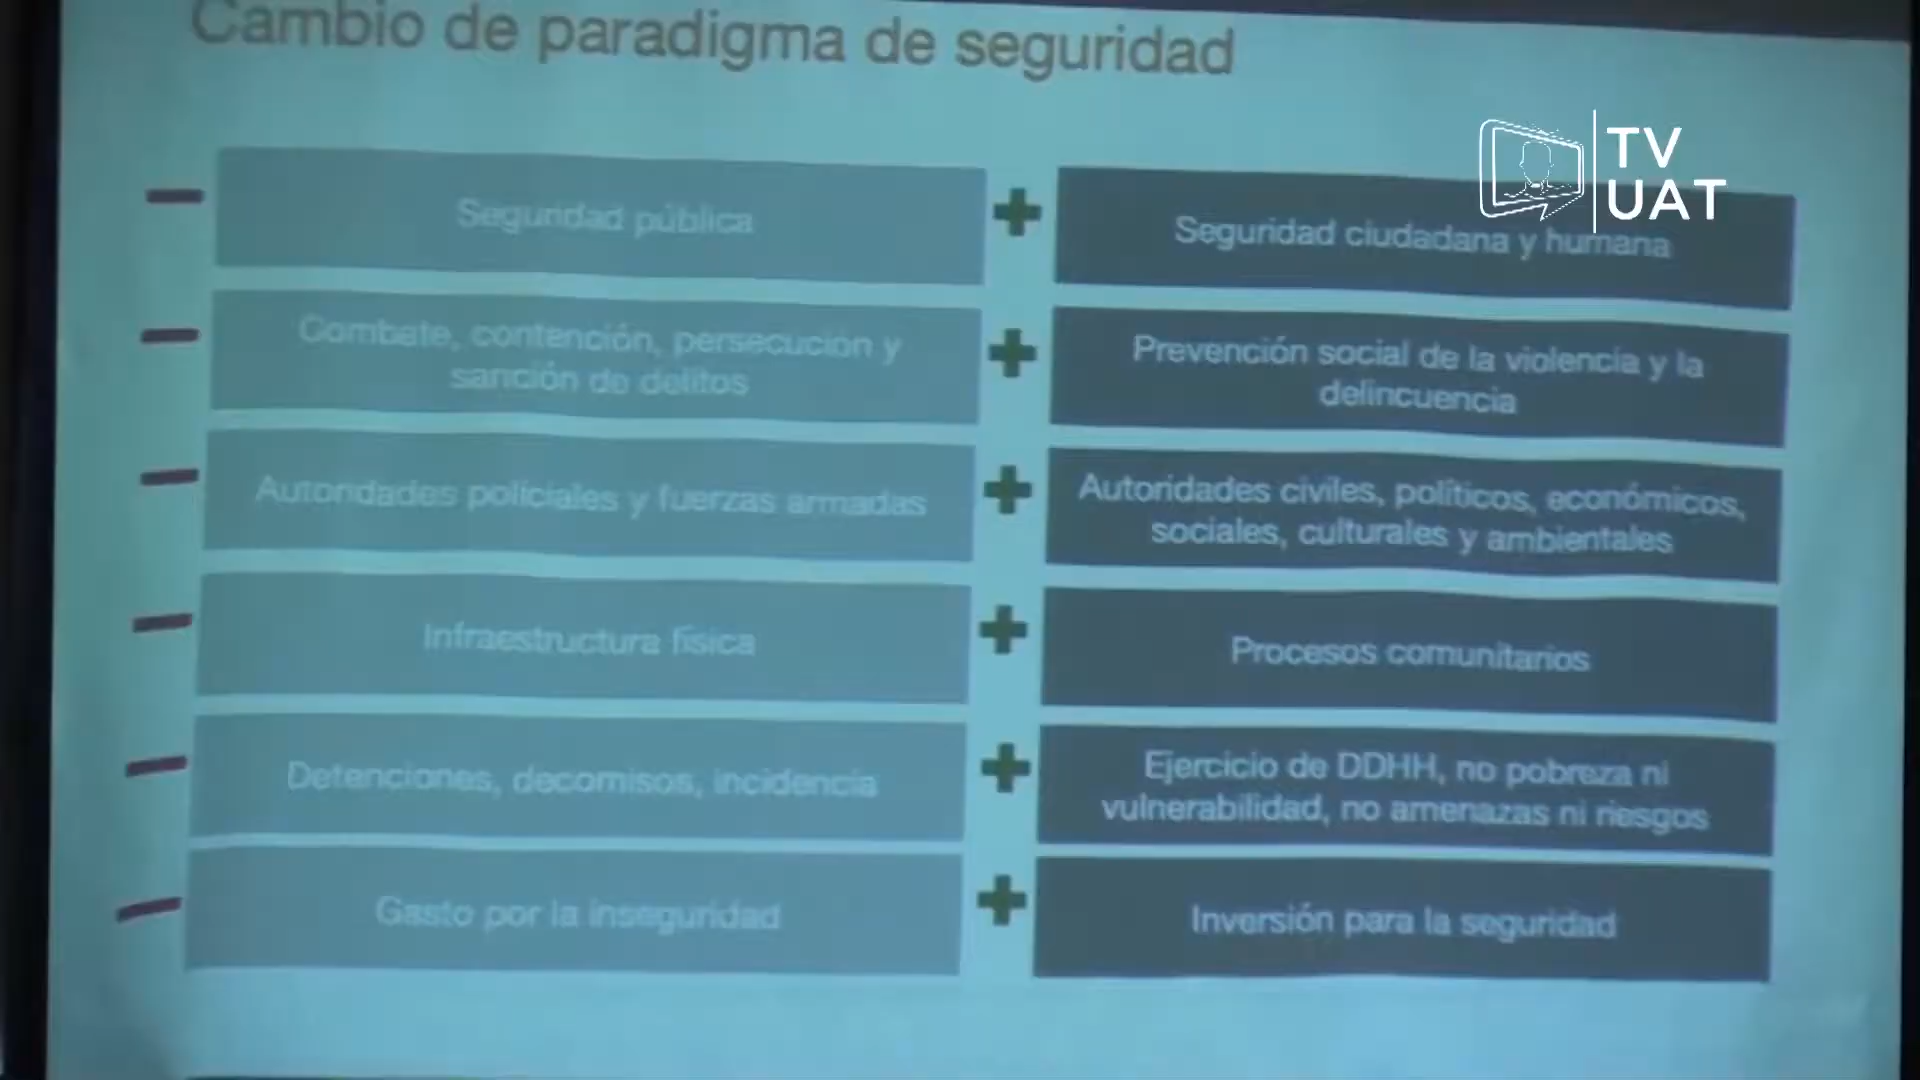 Cambio de paradigma de seguridad
TV
UAT
Seguridad pública
Seguridad ciudadana y humana
Combate, contención, persecución y
sanción de delitos
Prevención social de la violencia y la
delincuencia
Autoridades policiales y fuerzas armadas
Autoridades civiles, políticos, económicos,
sociales, culturales y ambientales
Infraestructura física
Procesos comunitarios
Detenciones, decomisos, incidencia
Ejercicio de DDHH, no pobreza ni
vulnerabilidad, no amenazas ni riesgos
Gasto por la inseguridad
Inversión para la seguridad